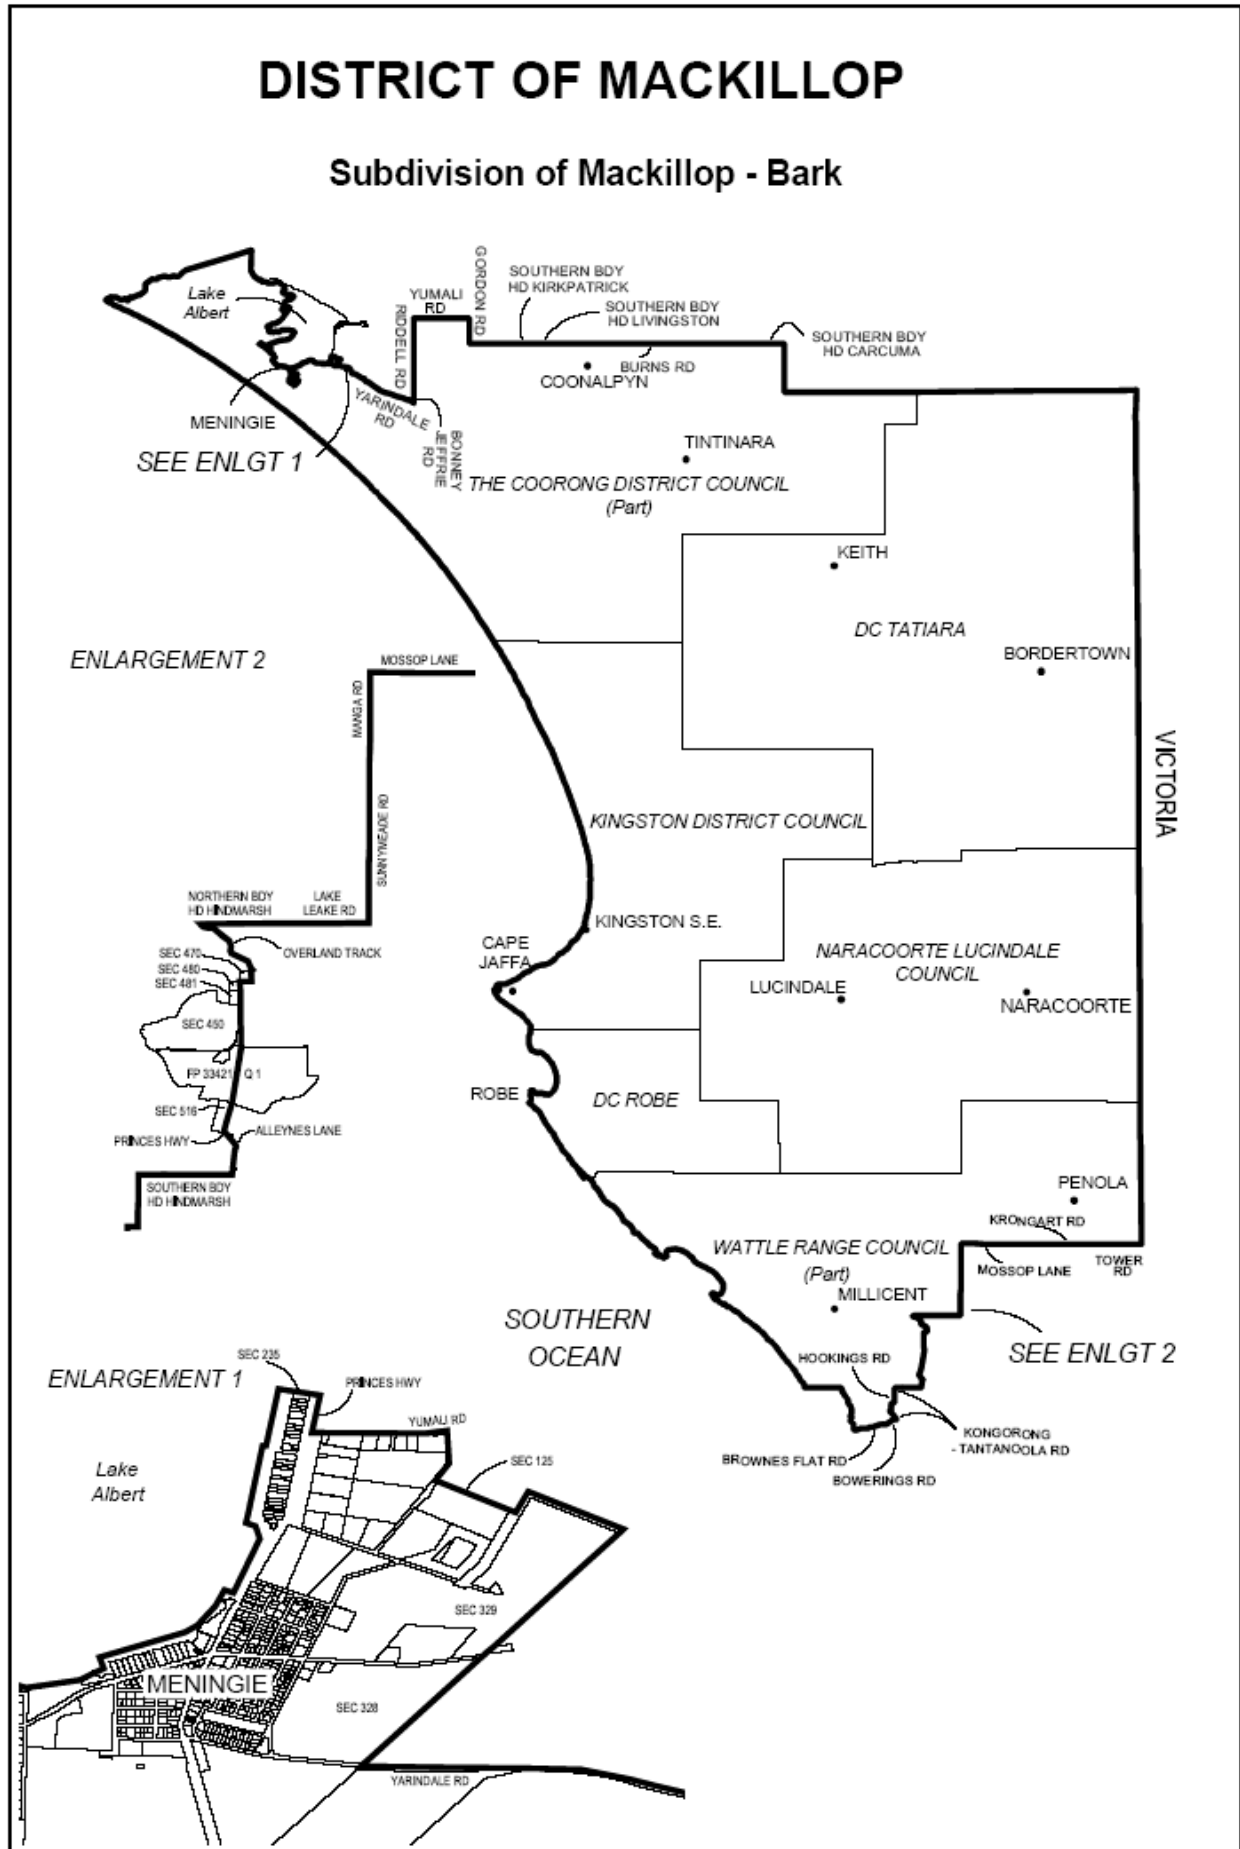 DISTRICT OF MACKILLOP
Subdivision of Mackillop - Bark
Lake
Albert
YUMALI
RD
GORDON RD
RIDDELL RD
SOUTHERN BDY
HD KIRKPATRICK
SOUTHERN BDY
HD LIVINGSTON
SOUTHERN BDY
HD CARCUMA
BURNS RD
COONALPYN
MENINGIE
YARINDALE
RD
BONNEY
JEFFRIE
RD
SEE ENLGT 1
TINTINARA
THE COORONG DISTRICT COUNCIL
(Part)
KEITH
DC TATIARA
BORDERTOWN
VICTORIA
ENLARGEMENT 2
MOSSOP LANE
MANGA RD
SUNNYMEADE RD
NORTHERN BDY
HD HINDMARSH
LAKE
LEAKE RD
OVERLAND TRACK
SEC 470
SEC 480
SEC 481
SEC 450
FP 33421
Q 1
SEC 516
PRINCES HWY
ALLEYNES LANE
SOUTHERN BDY
HD HINDMARSH
KINGSTON DISTRICT COUNCIL
KINGSTON S.E.
CAPE
JAFFA
NARACOORTE LUCINDALE
COUNCIL
LUCINDALE
NARACOORTE
ROBE
DC ROBE
PENOLA
KRONGART RD
WATTLE RANGE COUNCIL
(Part)
MOSSOP LANE
TOWER
RD
MILLICENT
SOUTHERN
OCEAN
SEE ENLGT 2
HOOKINGS RD
KONGORONG
- TANTANOOLA RD
BROWNES FLAT RD
BOWERINGS RD
ENLARGEMENT 1
SEC 235
PRINCES HWY
YUMALI RD
SEC 125
Lake
Albert
SEC 329
MENINGIE
SEC 328
YARINDALE RD